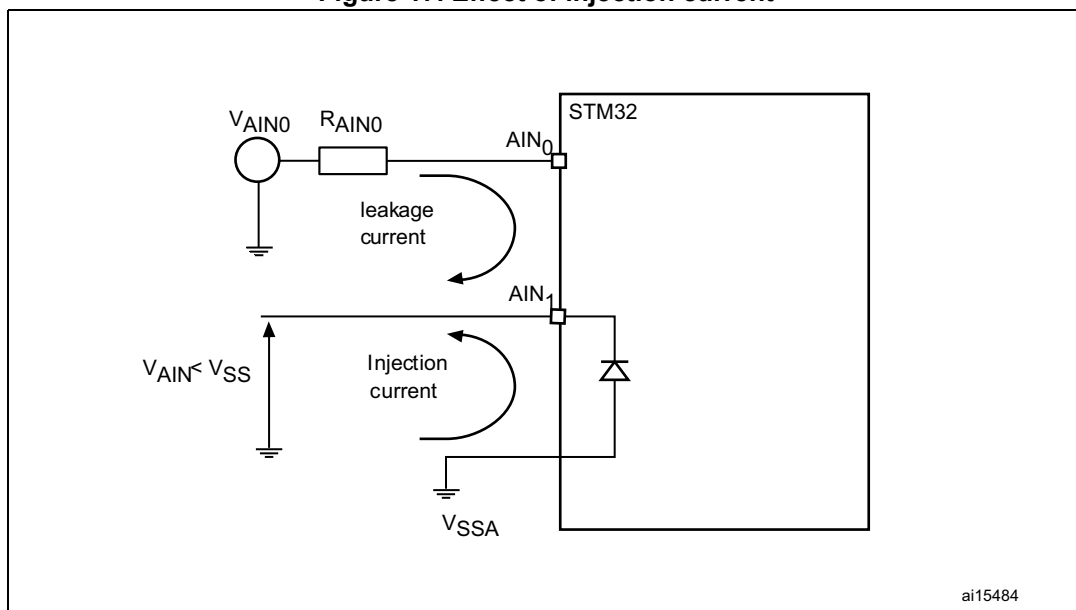 Figure 17. Effect of injection current
STM32
VAIN0 RAIN0 AIN0
leakage
current
AIN1
VAIN< VSS
Injection
current
VSSA
ai15484